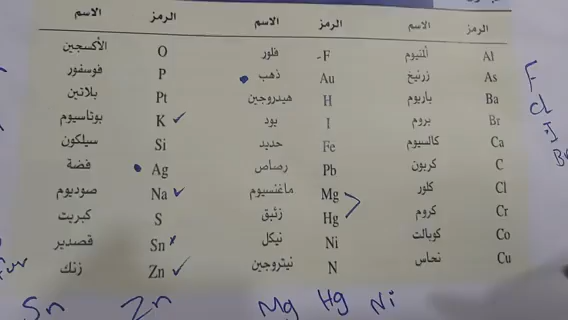 الرمز الاسم الرمز الاسم الرمز الاسم
Al ألمنيوم F فلور O الأكسجين
As زرنيخ Au ذهب P فوسفور
Ba باريوم H هيدروجين Pt بلاتين
Br بروم I يود K بوتاسيوم
Ca كالسيوم Fe حديد Si سيلكون
C كربون Pb رصاص Ag فضة
Cl كلور Mg ماغنسيوم Na صوديوم
Cr كروم Hg زئبق S كبريت
Co كوبالت Ni نيكل Sn قصدير
Cu نحاس N نيتروجين Zn زنك
F
Cl
I
Br
Sn Zn Mg Hg Ni